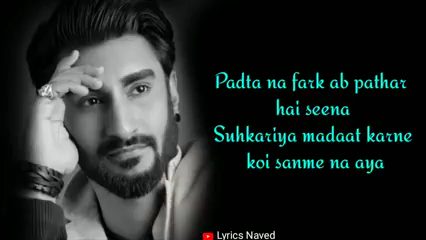 Padta na fark ab pathar
hai seena
Suhkariya madaat karne
koi sanme na aya
Lyrics Naved